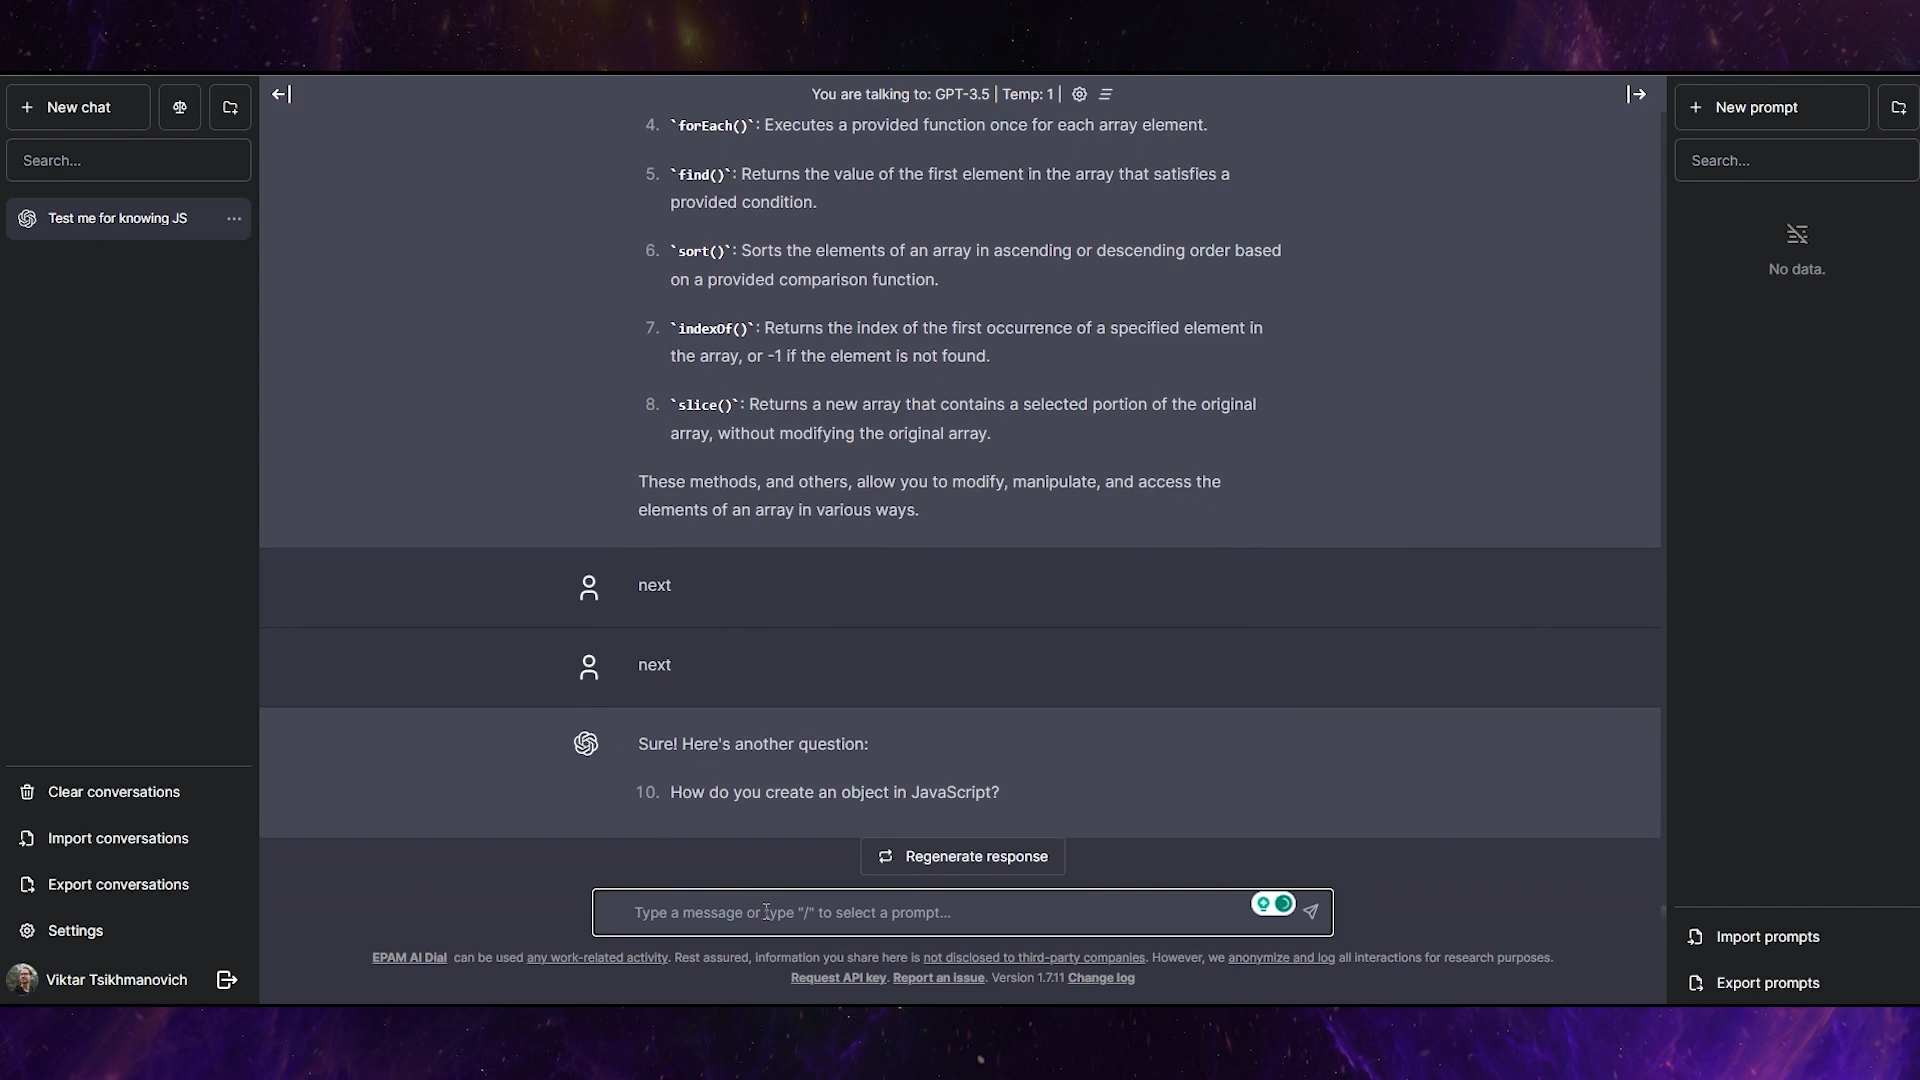 New chat
Search...
Test me for knowing JS
Clear conversations
Import conversations
Export conversations
Settings
Viktar Tsikhmanovich
You are talking to: GPT-3.5 | Temp: 1 |
4. `forEach()`: Executes a provided function once for each array element.
5. `find()`: Returns the value of the first element in the array that satisfies a
provided condition.
6. `sort()`: Sorts the elements of an array in ascending or descending order based
on a provided comparison function.
7. `indexOf()`: Returns the index of the first occurrence of a specified element in
the array, or -1 if the element is not found.
8. `slice()`: Returns a new array that contains a selected portion of the original
array, without modifying the original array.
These methods, and others, allow you to modify, manipulate, and access the
elements of an array in various ways.
next
next
Sure! Here's another question:
10. How do you create an object in JavaScript?
Regenerate response
Type a message or type "/" to select a prompt...
EPAM AI Dial can be used any work-related activity. Rest assured, information you share here is not disclosed to third-party companies. However, we anonymize and log all interactions for research purposes.
Request API key. Report an issue. Version 1.7.11 Change log
New prompt
Search...
No data.
Import prompts
Export prompts